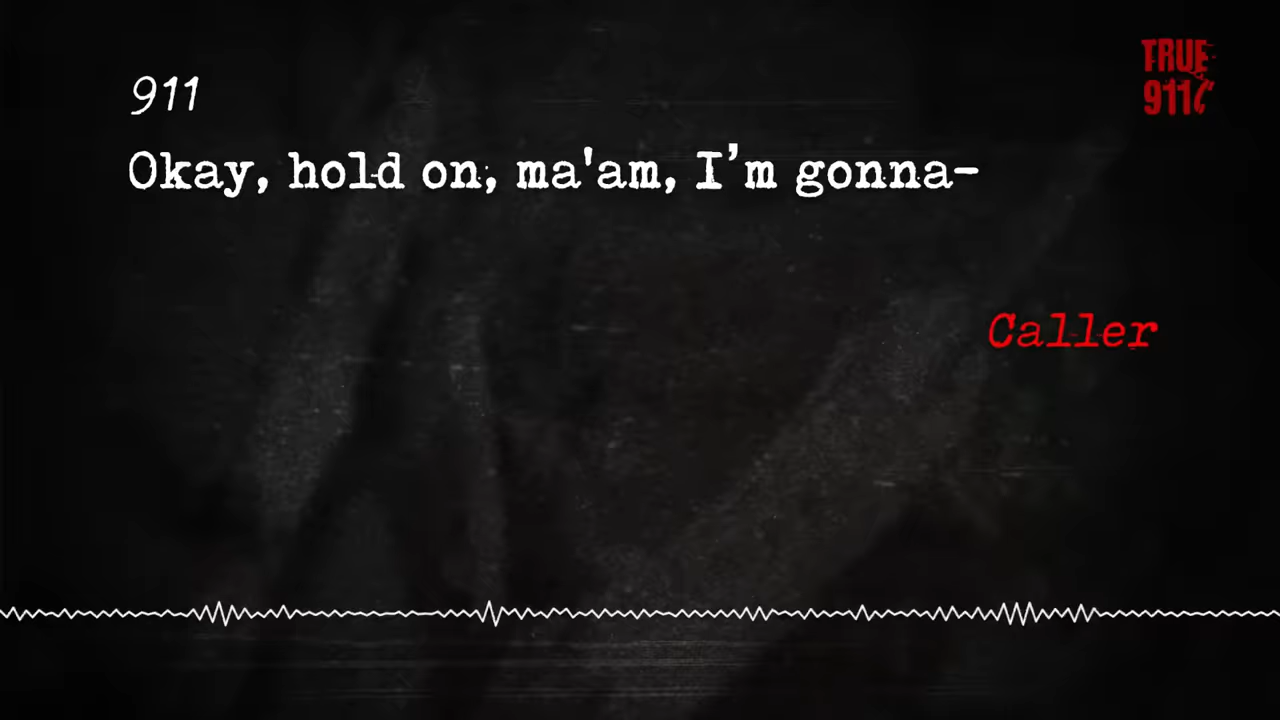 911
TRUE
911
Okay, hold on, ma'am, I’m gonna-
Caller